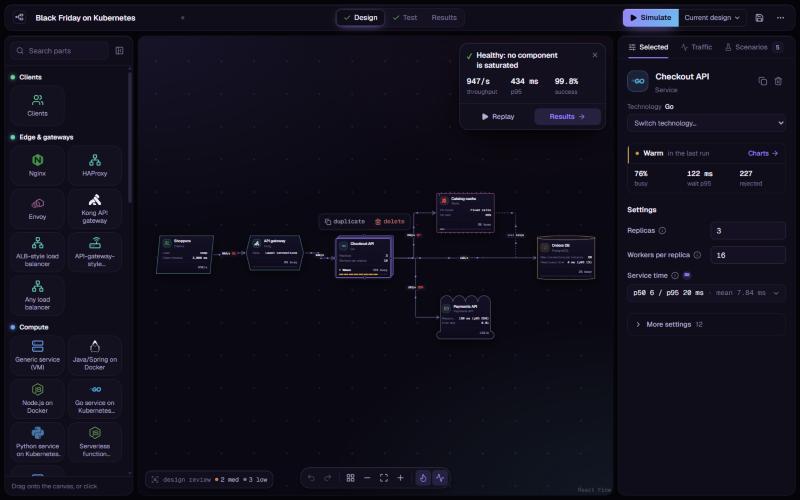 Black Friday on Kubernetes
Design
Test
Results
Simulate
Current design
Search parts
Clients
Clients
Edge & gateways
Nginx
HAProxy
Envoy
Kong API
gateway
ALB-style load
balancer
API-gateway-
style...
Any load
balancer
Compute
Generic service
(VM)
Java/Spring on
Docker
Node.js on
Docker
Go service on
Kubernetes...
Python service
on Kubernetes...
Serverless
function...
Drag onto the canvas, or click
Healthy: no component
is saturated
947/s
434 ms
99.8%
throughput
p95
success
Replay
Results →
duplicate
delete
Shoppers
API gateway
Checkout API
Catalog cache
Orders DB
Payments API
design review
2 med
3 low
React Flow
Selected
Traffic
Scenarios
5
Checkout API
Service
Technology Go
Switch technology...
Warm in the last run
Charts →
76%
122 ms
227
busy
wait p95
rejected
Settings
Replicas
3
Workers per replica
16
Service time
p50 6 / p95 20 ms · mean 7.84 ms
More settings 12